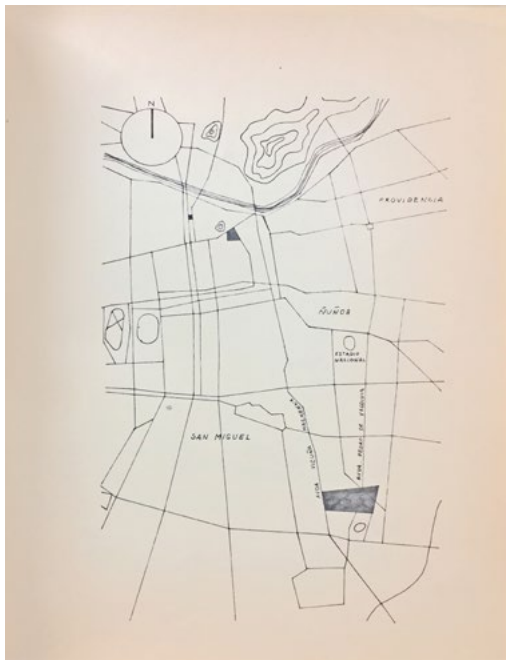 N
PROVIDENCIA
ÑUÑOA
ESTADIO
NACIONAL
SAN MIGUEL
AVDA VICUÑA MACKENNA
AVDA PEDRO DE VALDIVIA